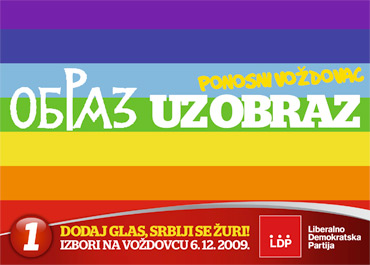 PONOSNI VOŽDOVAC
ОБРАЗ UZOBRAZ
1
DODAJ GLAS, SRBIJI SE ŽURI!
IZBORI NA VOŽDOVCU 6. 12. 2009.
LDP
Liberalno
Demokratska
Partija